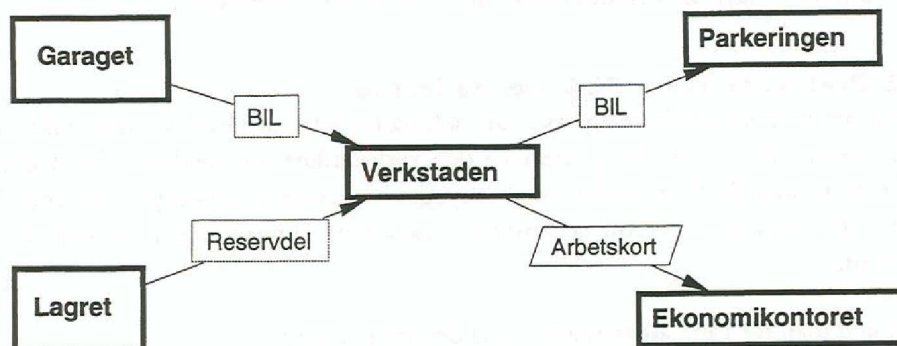 Garaget
Parkeringen
BIL
BIL
Verkstaden
Reservdel
Arbetskort
Lagret
Ekonomikontoret